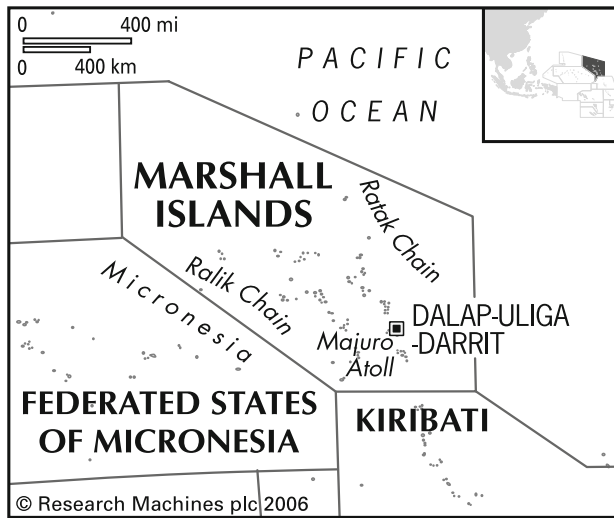 0 400 mi
0 400 km
PACIFIC
OCEAN
MARSHALL
ISLANDS
Ratak Chain
Ralik Chain
Micronesia
DALAP-ULIGA
-DARRIT
Majuro
Atoll
FEDERATED STATES
OF MICRONESIA
KIRIBATI
© Research Machines plc 2006